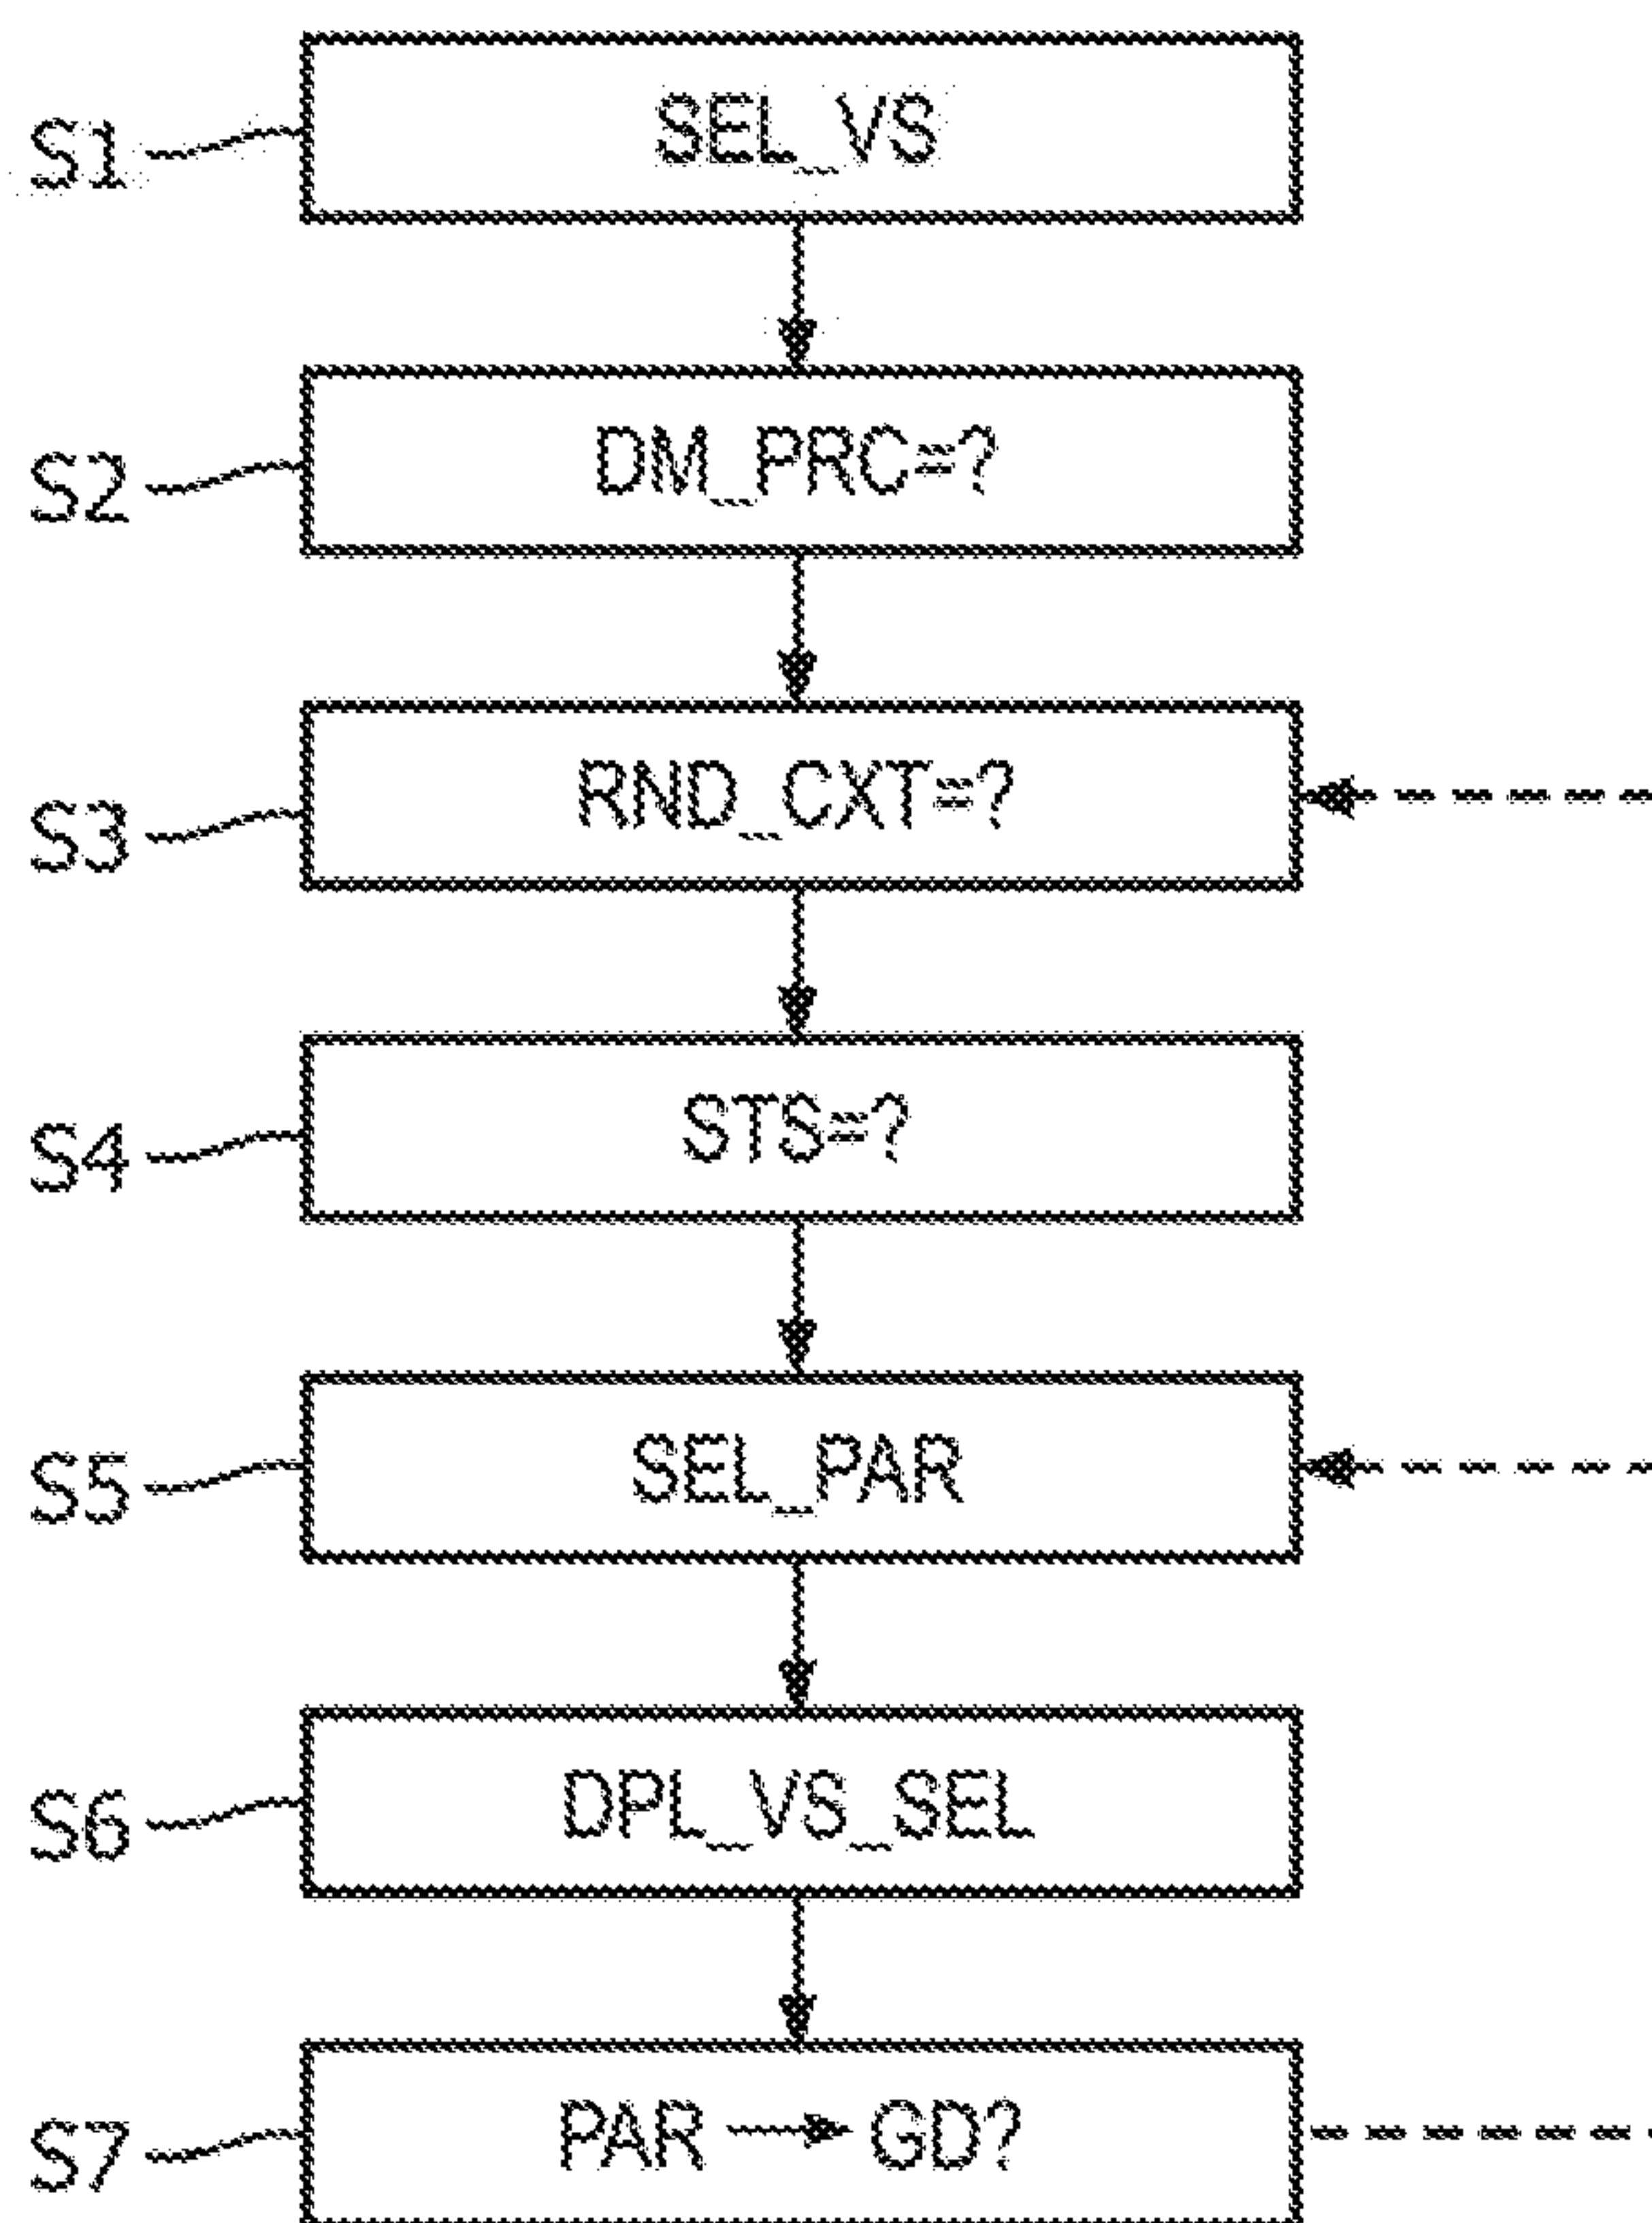 S1 SEL_VS
S2 DM_PRC=?
S3 RND_CXT=?
S4 STS=?
S5 SEL_PAR
S6 DPL_VS_SEL
S7 PAR → GD?